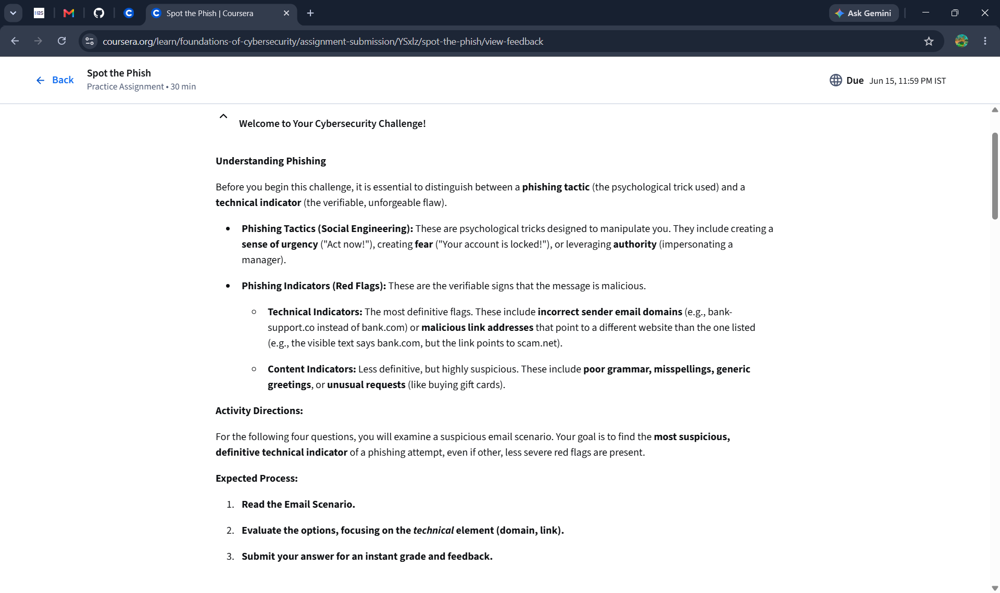 H2S
Spot the Phish | Coursera
Ask Gemini
coursera.org/learn/foundations-of-cybersecurity/assignment-submission/YSxlz/spot-the-phish/view-feedback
Back
Spot the Phish
Practice Assignment • 30 min
Due Jun 15, 11:59 PM IST
Welcome to Your Cybersecurity Challenge!
Understanding Phishing
Before you begin this challenge, it is essential to distinguish between a phishing tactic (the psychological trick used) and a
technical indicator (the verifiable, unforgeable flaw).
• Phishing Tactics (Social Engineering): These are psychological tricks designed to manipulate you. They include creating a
sense of urgency ("Act now!"), creating fear ("Your account is locked!"), or leveraging authority (impersonating a
manager).
• Phishing Indicators (Red Flags): These are the verifiable signs that the message is malicious.
◦ Technical Indicators: The most definitive flags. These include incorrect sender email domains (e.g., bank-
support.co instead of bank.com) or malicious link addresses that point to a different website than the one listed
(e.g., the visible text says bank.com, but the link points to scam.net).
◦ Content Indicators: Less definitive, but highly suspicious. These include poor grammar, misspellings, generic
greetings, or unusual requests (like buying gift cards).
Activity Directions:
For the following four questions, you will examine a suspicious email scenario. Your goal is to find the most suspicious,
definitive technical indicator of a phishing attempt, even if other, less severe red flags are present.
Expected Process:
1. Read the Email Scenario.
2. Evaluate the options, focusing on the technical element (domain, link).
3. Submit your answer for an instant grade and feedback.